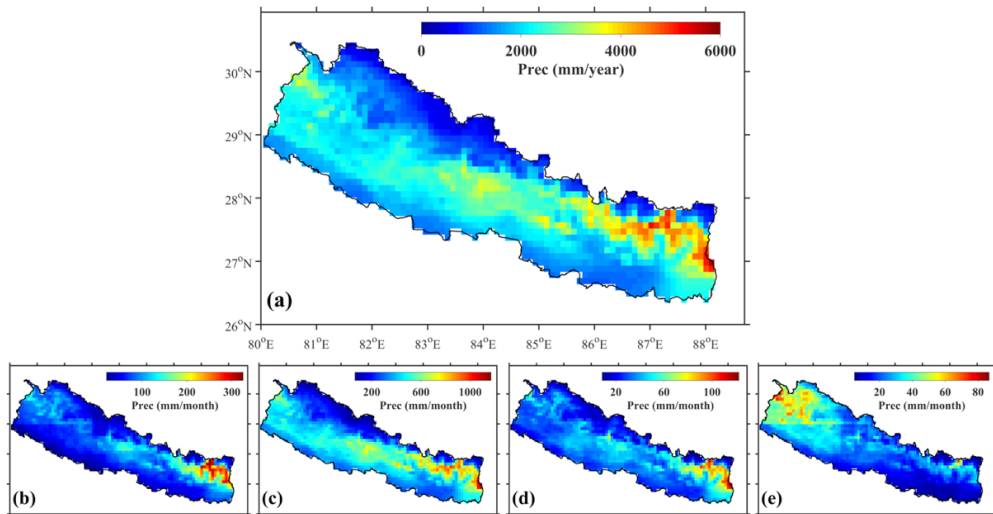 0 2000 4000 6000
Prec (mm/year)
30°N
29°N
28°N
27°N
26°N
(a)
80°E 81°E 82°E 83°E 84°E 85°E 86°E 87°E 88°E
100 200 300
Prec (mm/month)
(b)
200 600 1000
Prec (mm/month)
(c)
20 60 100
Prec (mm/month)
(d)
20 40 60 80
Prec (mm/month)
(e)